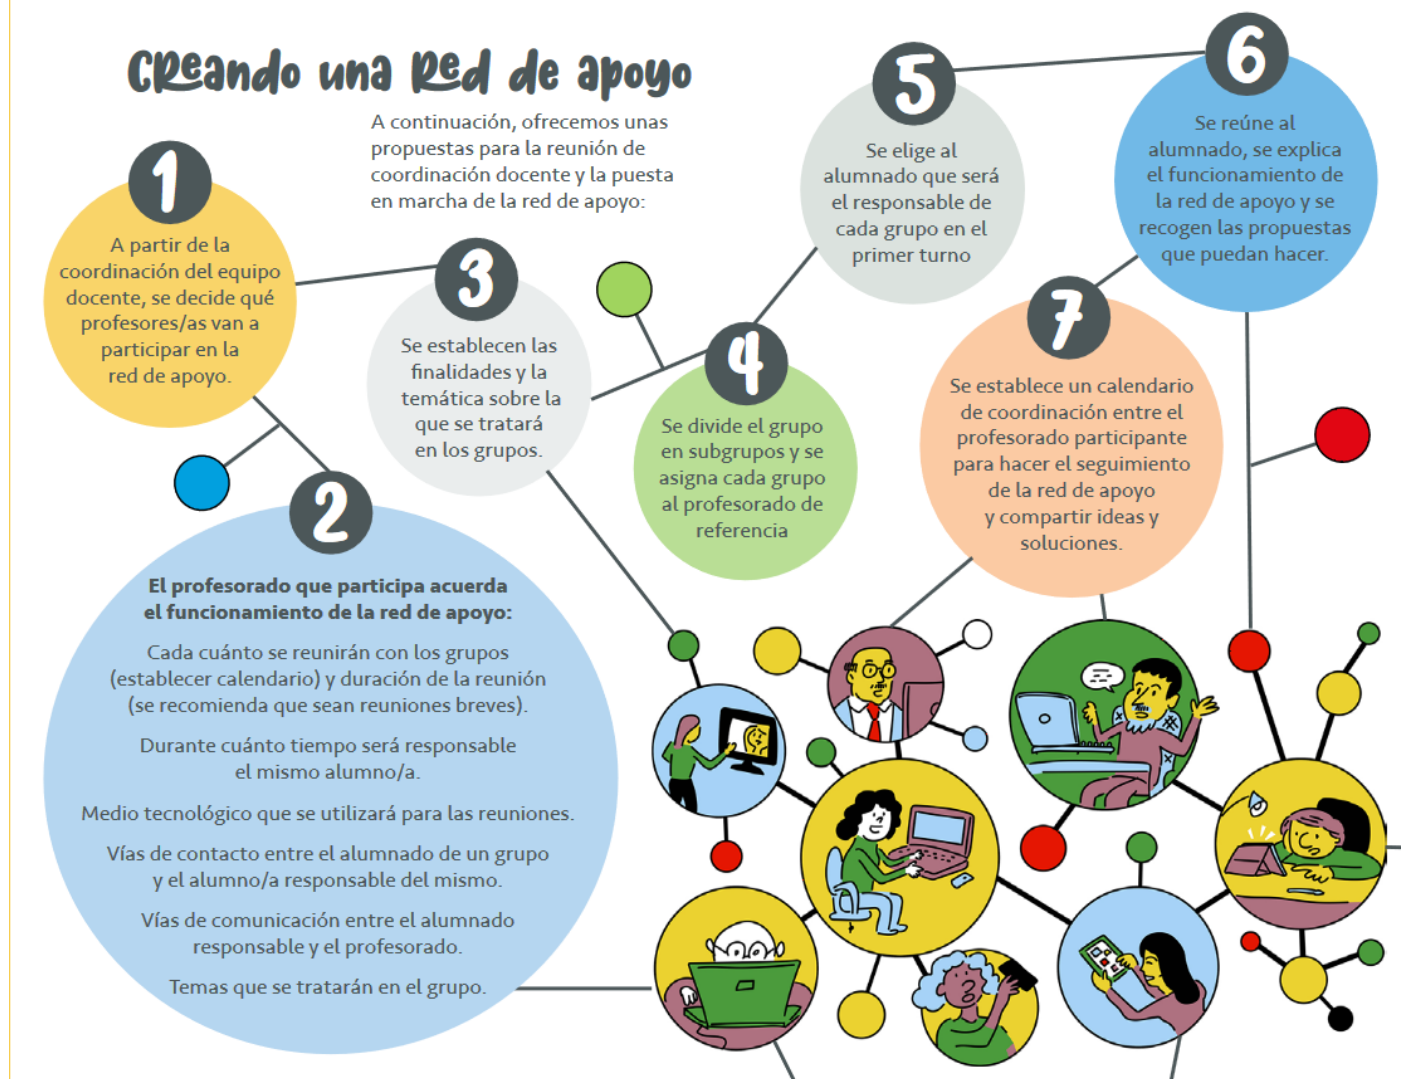 Creando una Red de apoyo
A continuación, ofrecemos unas
propuestas para la reunión de
coordinación docente y la puesta
en marcha de la red de apoyo:
1
A partir de la
coordinación del equipo
docente, se decide qué
profesores/as van a
participar en la
red de apoyo.
2
El profesorado que participa acuerda
el funcionamiento de la red de apoyo:
Cada cuánto se reunirán con los grupos
(establecer calendario) y duración de la reunión
(se recomienda que sean reuniones breves).
Durante cuánto tiempo será responsable
el mismo alumno/a.
Medio tecnológico que se utilizará para las reuniones.
Vías de contacto entre el alumnado de un grupo
y el alumno/a responsable del mismo.
Vías de comunicación entre el alumnado
responsable y el profesorado.
Temas que se tratarán en el grupo.
3
Se establecen las
finalidades y la
temática sobre la
que se tratará
en los grupos.
4
Se divide el grupo
en subgrupos y se
asigna cada grupo
al profesorado de
referencia
5
Se elige al
alumnado que será
el responsable de
cada grupo en el
primer turno
6
Se reúne al
alumnado, se explica
el funcionamiento de
la red de apoyo y se
recogen las propuestas
que puedan hacer.
7
Se establece un calendario
de coordinación entre el
profesorado participante
para hacer el seguimiento
de la red de apoyo
y compartir ideas y
soluciones.